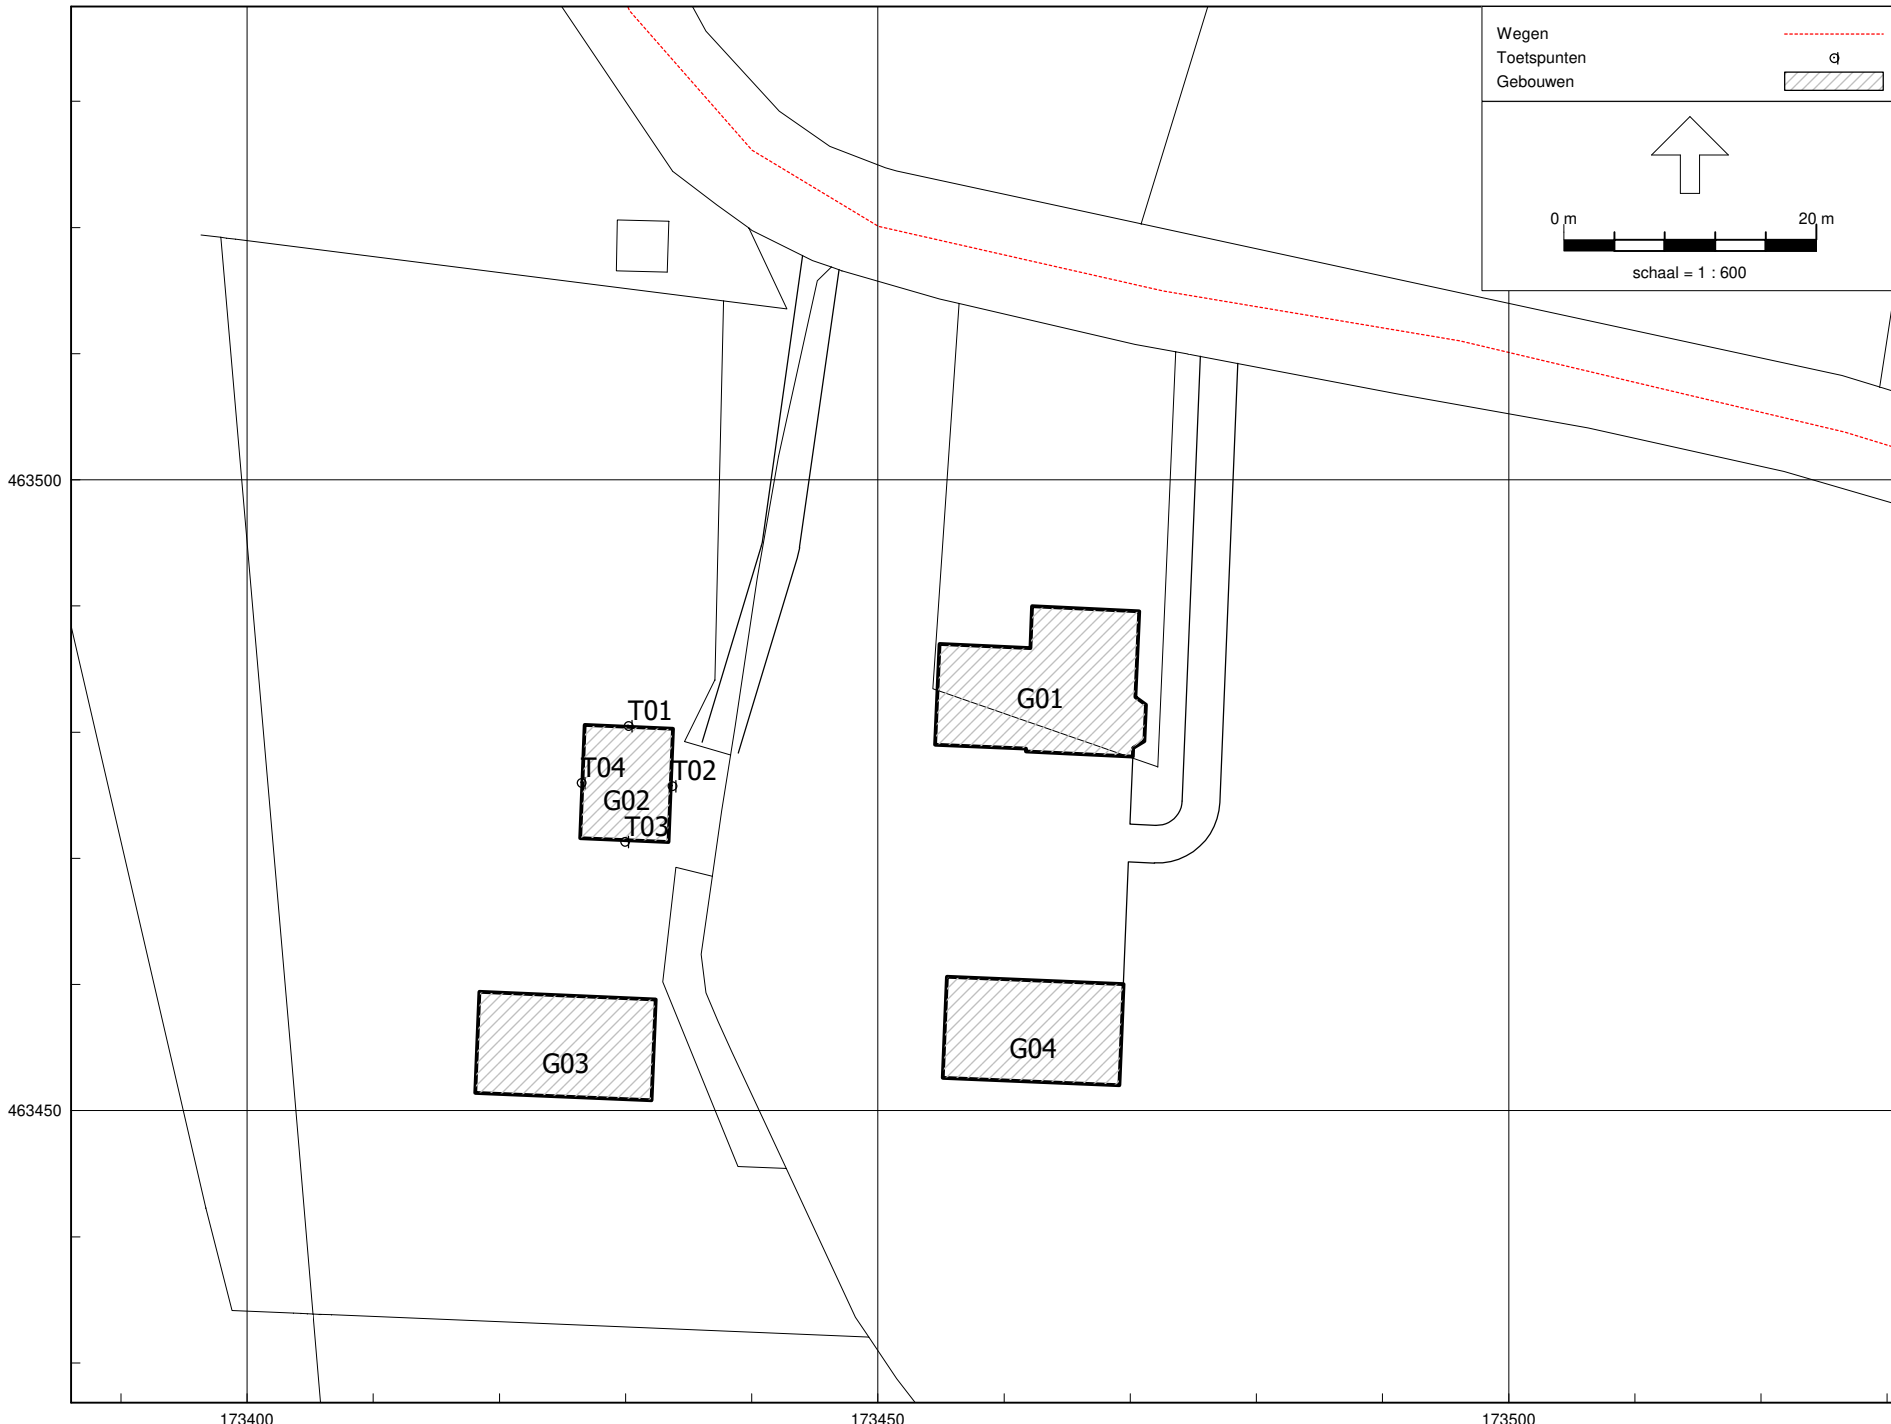 Wegen
Toetspunten
Gebouwen
0 m 20 m
schaal = 1 : 600
463500
G01
T01
T04
T02
G02
T03
G04
G03
463450
173400 173450 173500